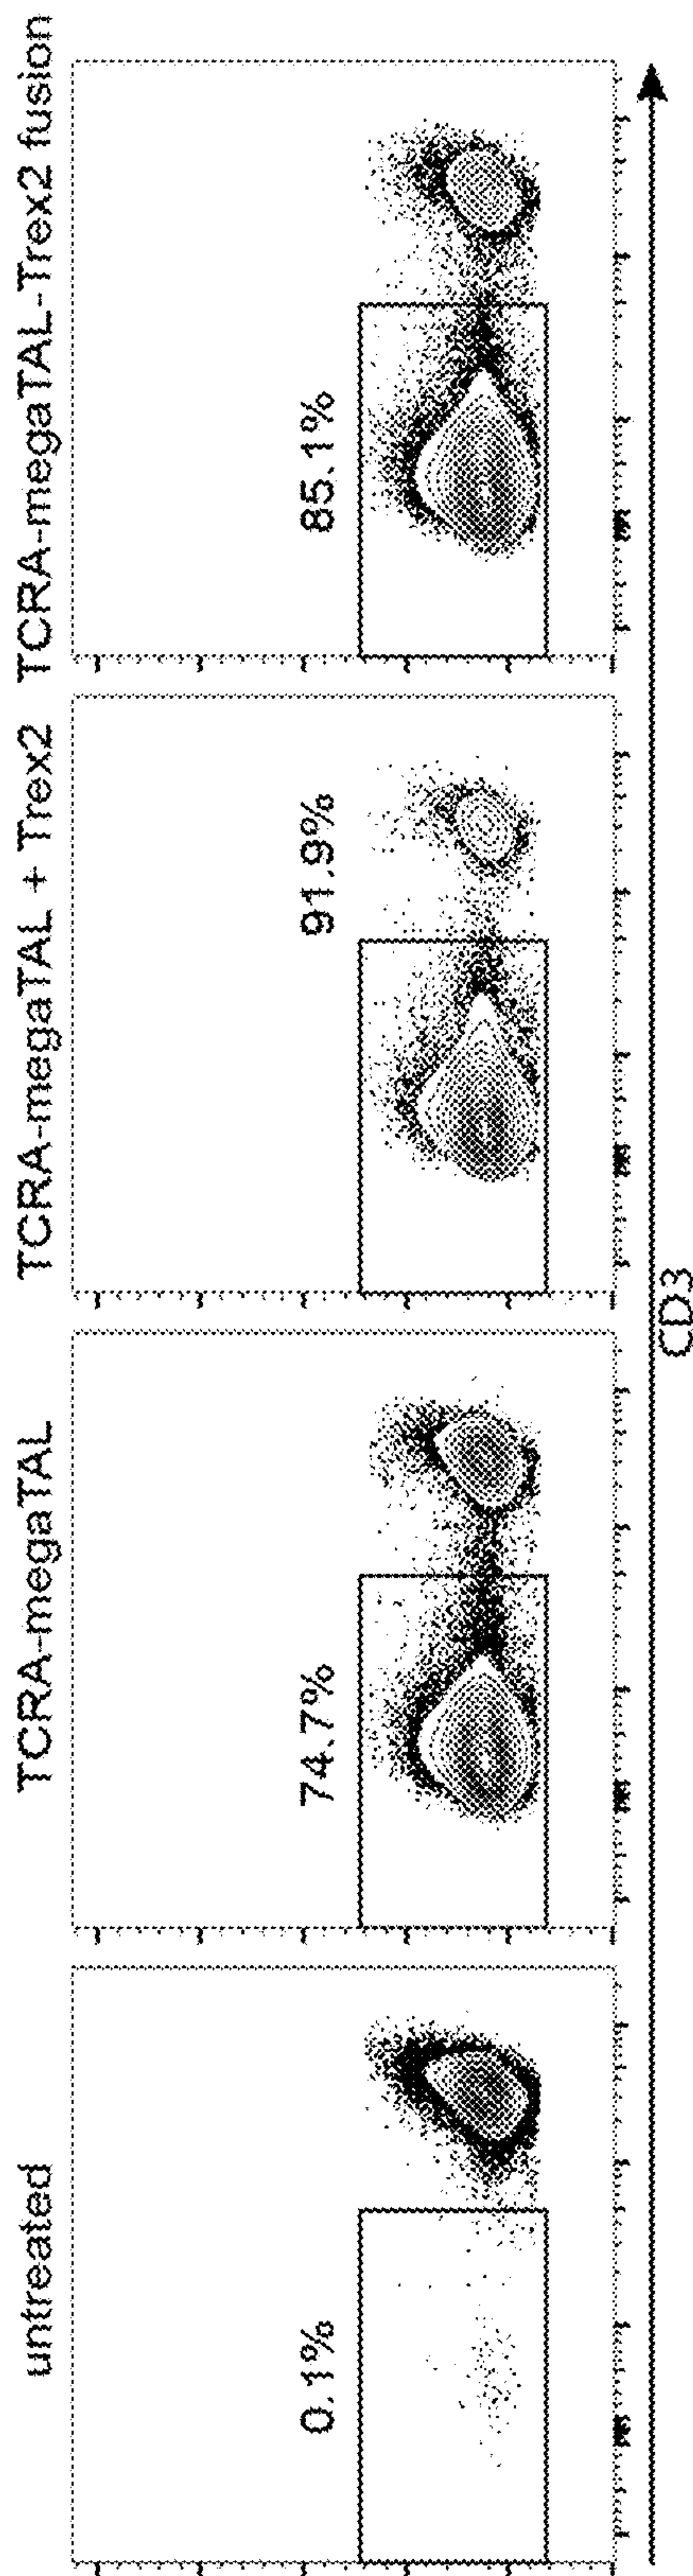 untreated
TCRA-megaTAL
TCRA-megaTAL + Trex2
TCRA-megaTAL-Trex2 fusion
0.1%
74.7%
91.9%
85.1%
CD3